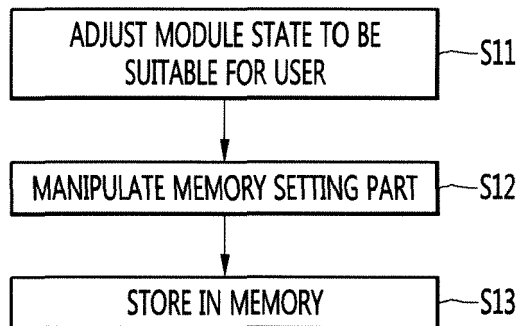 ADJUST MODULE STATE TO BE
SUITABLE FOR USER
S11
MANIPULATE MEMORY SETTING PART
S12
STORE IN MEMORY
S13